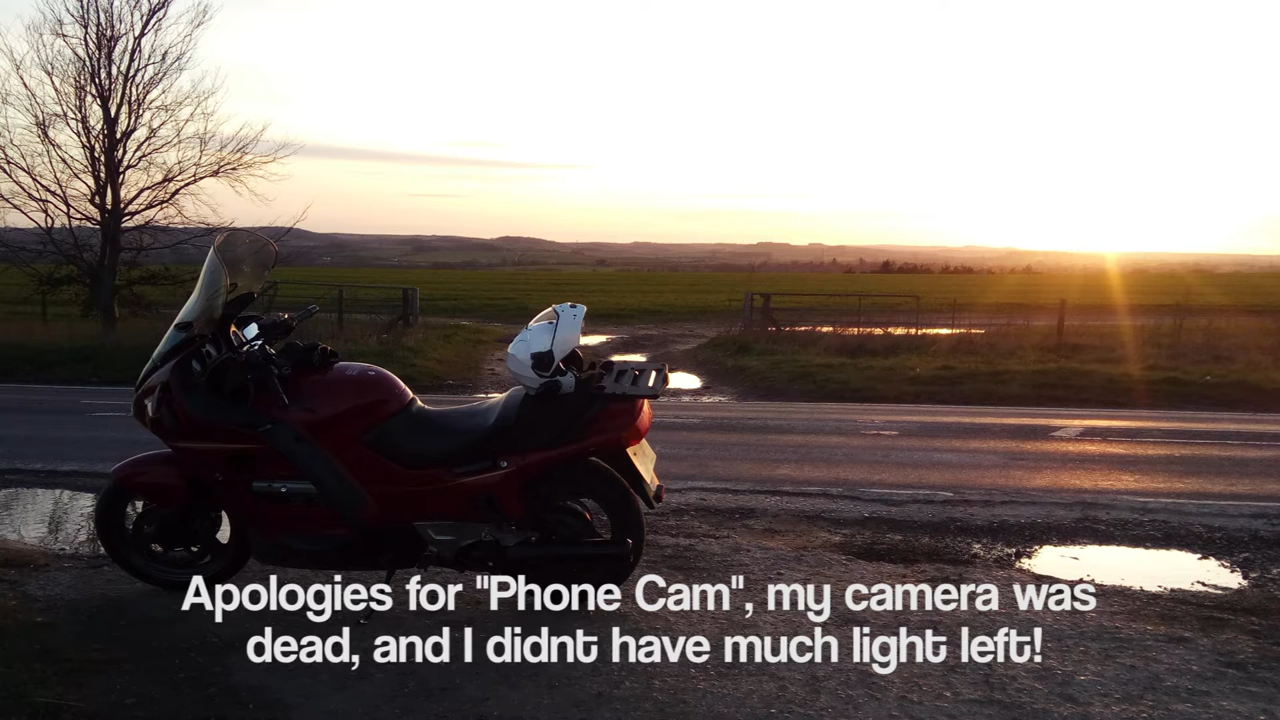 Apologies for "Phone Cam", my camera was
dead, and I didnt have much light left!